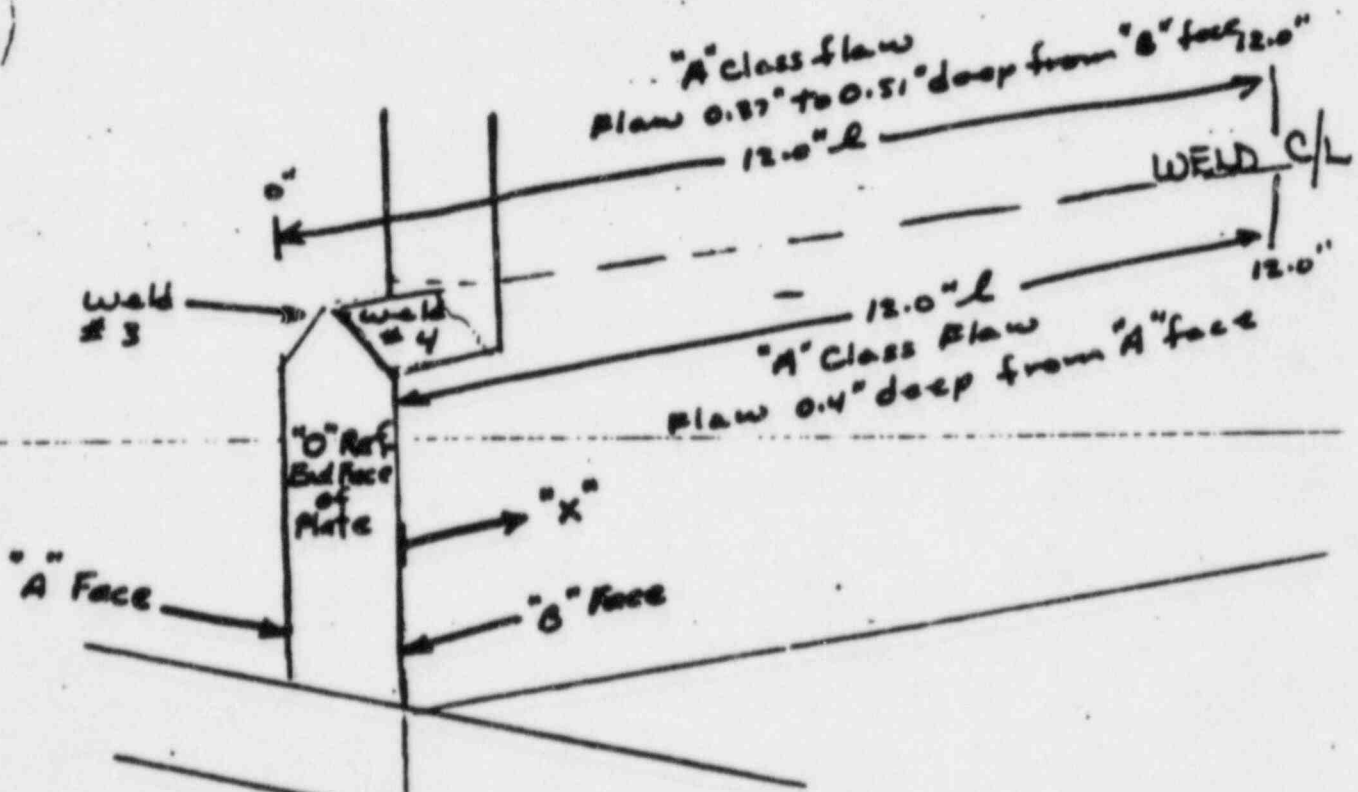 "A" Class flaw
Flaw 0.37" to 0.51" deep from "B" face
12.0"
12.0" l
WELD C/L
0"
weld
# 3
weld
# 4
12.0"
12.0" l
"A" Class Flaw
Flaw 0.4" deep from "A" face
"O" Ref
End Face
of
Plate
"X"
"A" Face
"B" Face